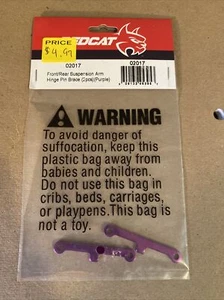 PRICE
$4.99
REDCAT
02017
02017
Front/Rear Suspension Arm
Hinge Pin Brace (2pcs)(Purple)
WARNING
To avoid danger of
suffocation, keep this
plastic bag away from
babies and children.
Do not use this bag in
cribs, beds, carriages,
or playpens.This bag is
not a toy.